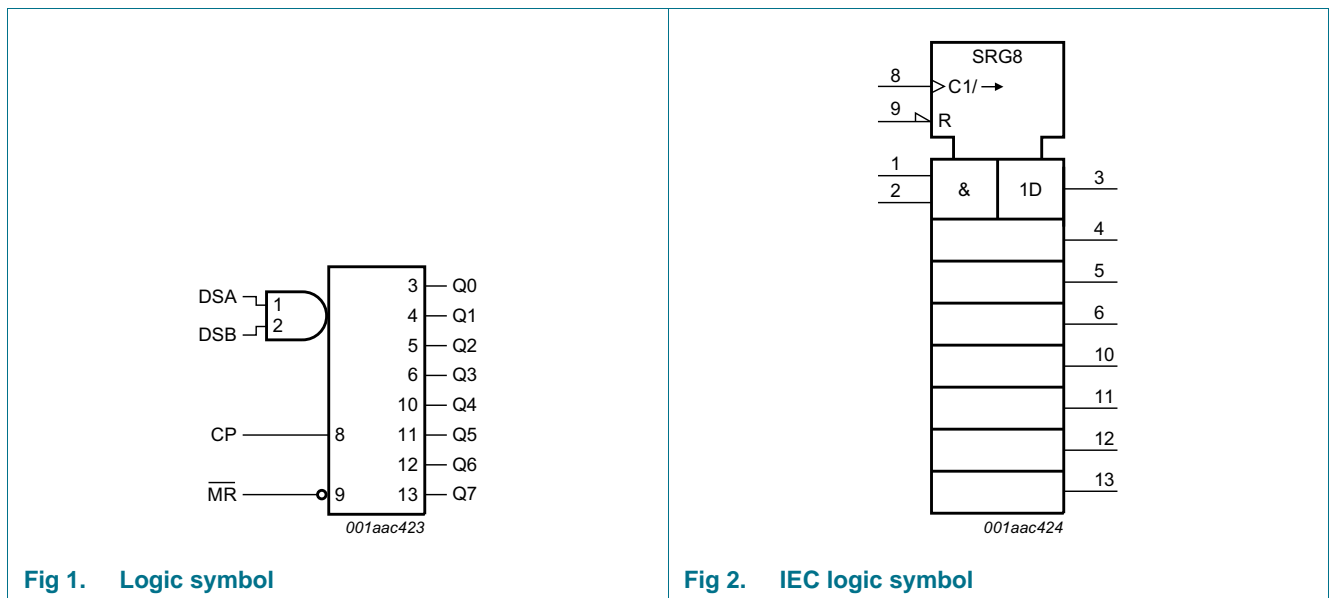 DSA
1
DSB
2
CP
8
MR
9
3
Q0
4
Q1
5
Q2
6
Q3
10
Q4
11
Q5
12
Q6
13
Q7
001aac423
Fig 1. Logic symbol
SRG8
8
C1/ →
9
R
1
2
&
1D
3
4
5
6
10
11
12
13
001aac424
Fig 2. IEC logic symbol